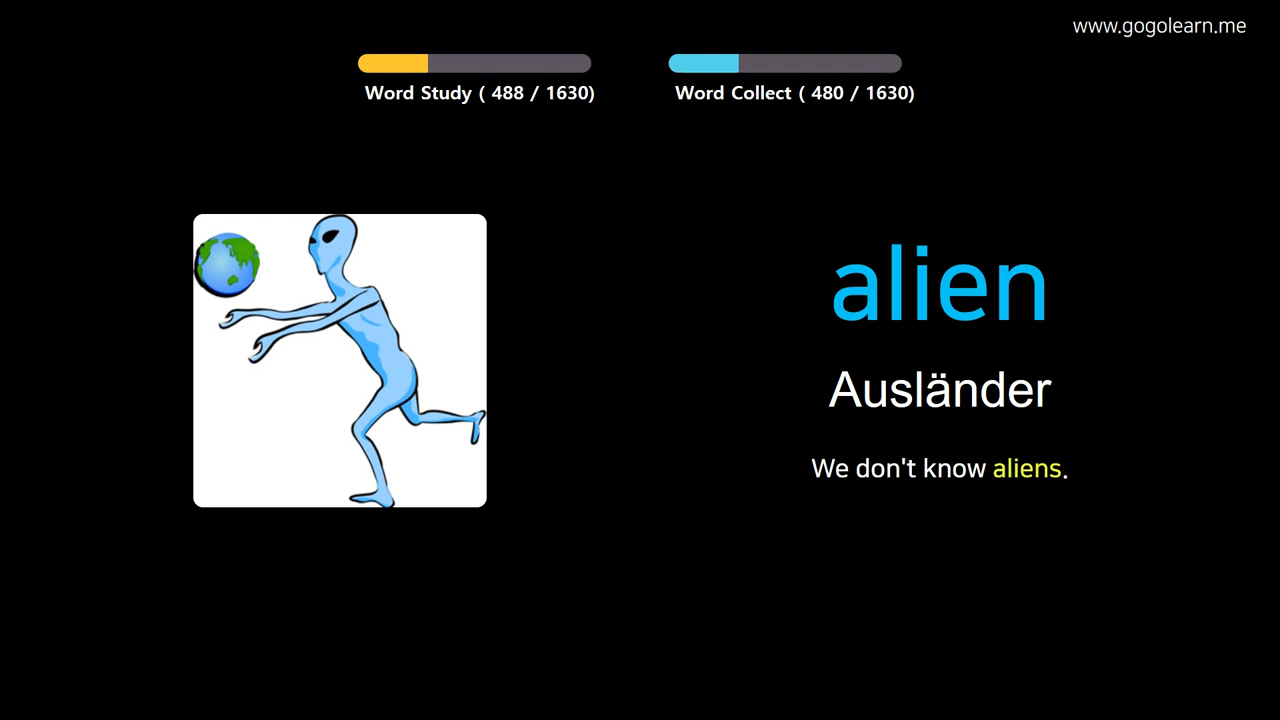 www.gogolearn.me
Word Study ( 488 / 1630)
Word Collect ( 480 / 1630)
alien
Ausländer
We don't know aliens.